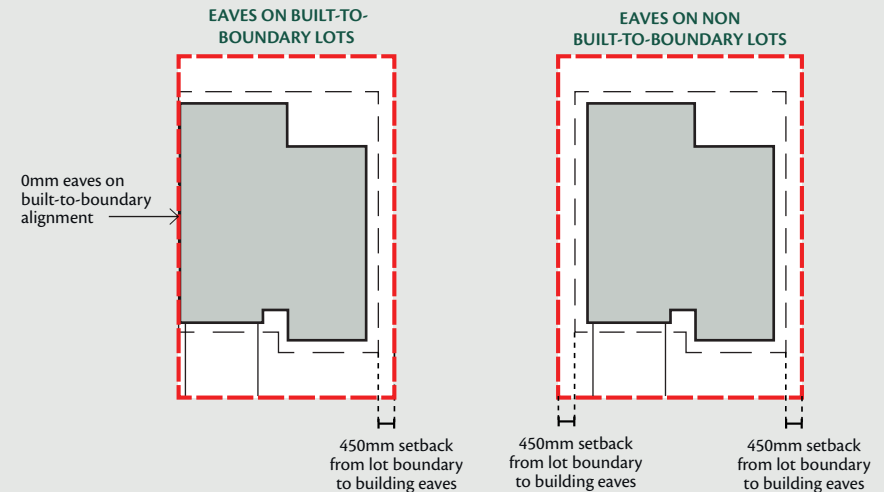 EAVES ON BUILT-TO-
BOUNDARY LOTS
0mm eaves on
built-to-boundary
alignment
450mm setback
from lot boundary
to building eaves
EAVES ON NON
BUILT-TO-BOUNDARY LOTS
450mm setback
from lot boundary
to building eaves
450mm setback
from lot boundary
to building eaves